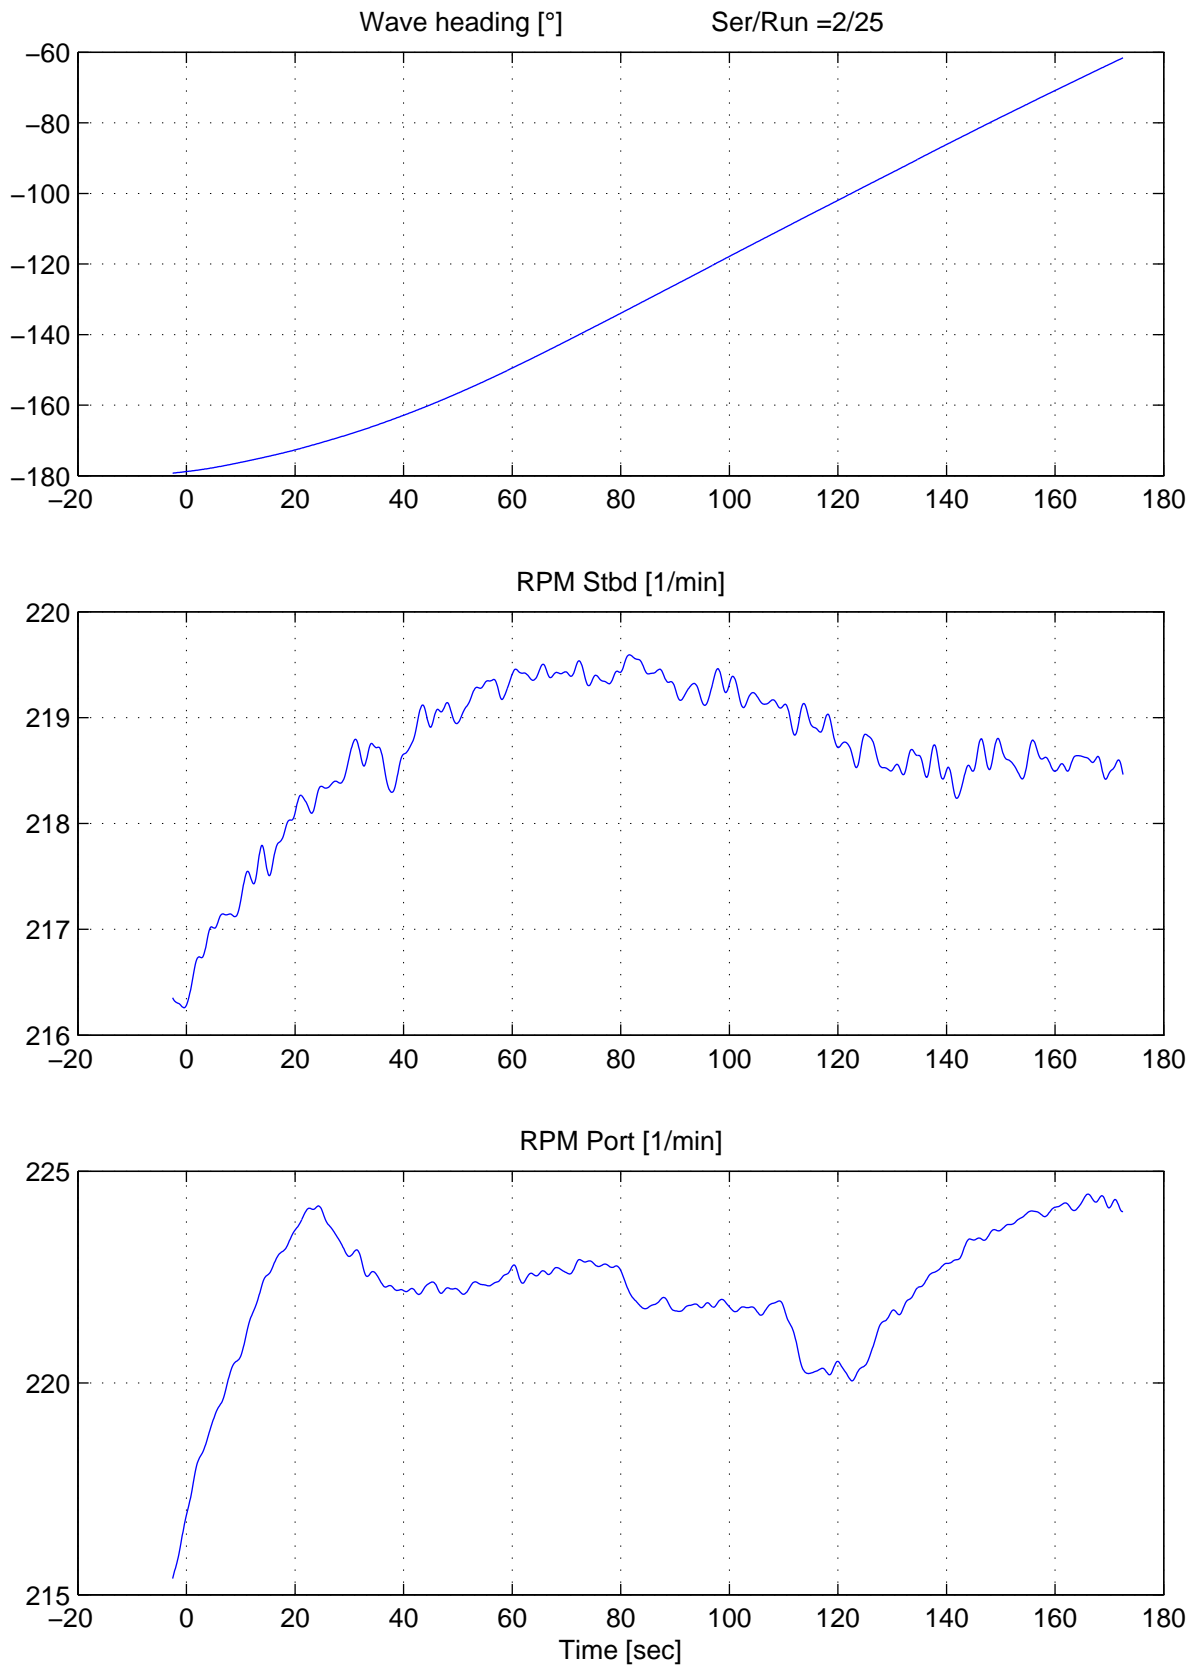 Wave heading [°] Ser/Run =2/25
−60
−80
−100
−120
−140
−160
−180
−20 0 20 40 60 80 100 120 140 160 180
RPM Stbd [1/min]
220
219
218
217
216
−20 0 20 40 60 80 100 120 140 160 180
RPM Port [1/min]
225
220
215
−20 0 20 40 60 80 100 120 140 160 180
Time [sec]